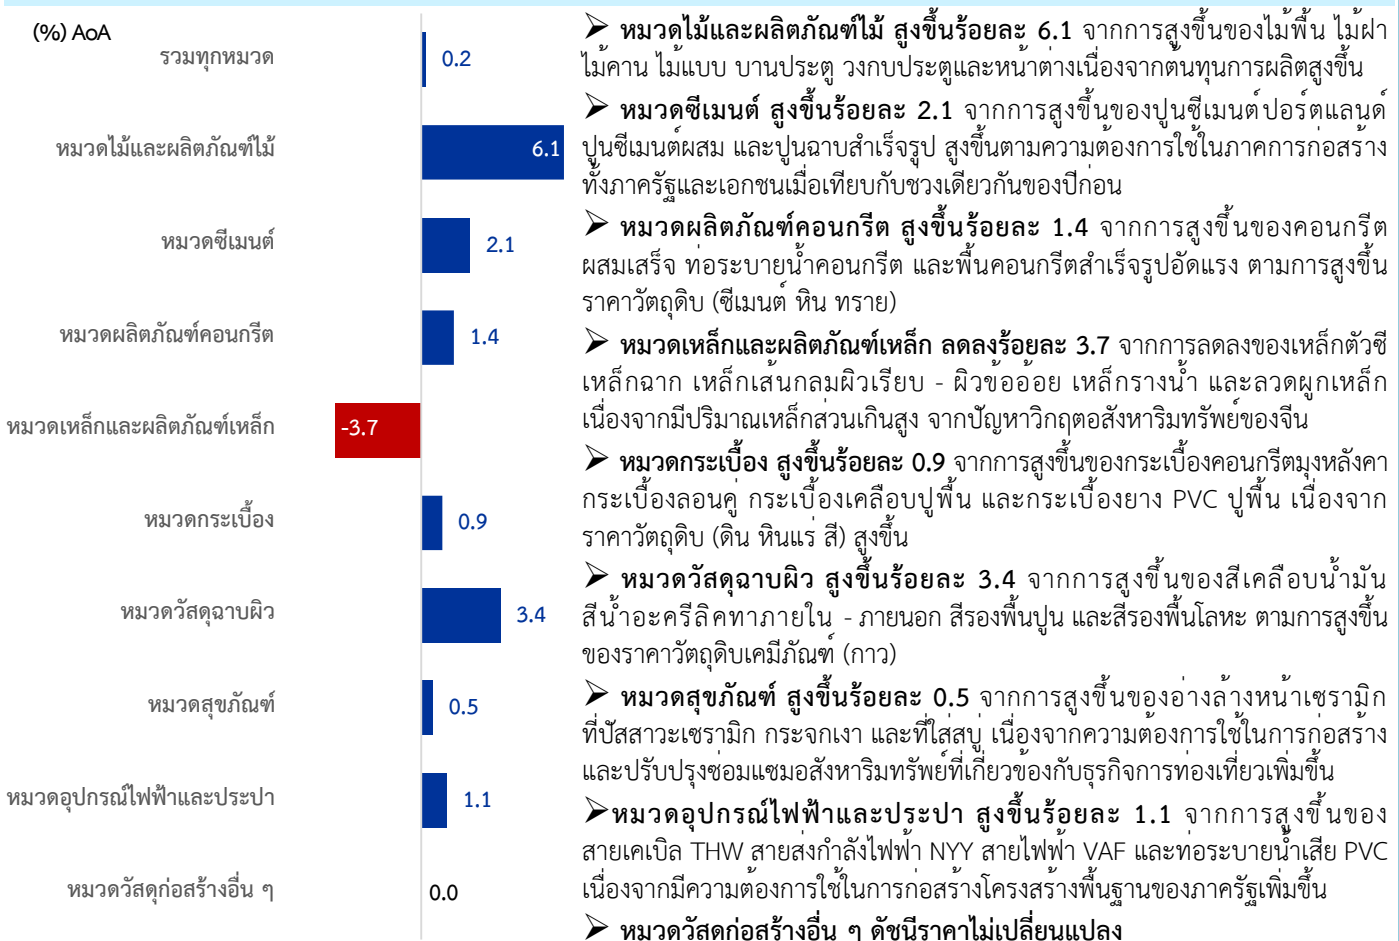 (%) AoA
รวมทุกหมวด
0.2
หมวดไม้และผลิตภัณฑ์ไม้
6.1
หมวดซีเมนต์
2.1
หมวดผลิตภัณฑ์คอนกรีต
1.4
หมวดเหล็กและผลิตภัณฑ์เหล็ก
-3.7
หมวดกระเบื้อง
0.9
หมวดวัสดุฉาบผิว
3.4
หมวดสุขภัณฑ์
0.5
หมวดอุปกรณ์ไฟฟ้าและประปา
1.1
หมวดวัสดุก่อสร้างอื่น ๆ
0.0
➢ หมวดไม้และผลิตภัณฑ์ไม้ สูงขึ้นร้อยละ 6.1 จากการสูงขึ้นของไม้พื้น ไม้ฝา
ไม้คาน ไม้แบบ บานประตู วงกบประตูและหน้าต่างเนื่องจากต้นทุนการผลิตสูงขึ้น
➢ หมวดซีเมนต์ สูงขึ้นร้อยละ 2.1 จากการสูงขึ้นของปูนซีเมนต์ปอร์ตแลนด์
ปูนซีเมนต์ผสม และปูนฉาบสำเร็จรูป สูงขึ้นตามความต้องการใช้ในภาคการก่อสร้าง
ทั้งภาครัฐและเอกชนเมื่อเทียบกับช่วงเดียวกันของปีก่อน
➢ หมวดผลิตภัณฑ์คอนกรีต สูงขึ้นร้อยละ 1.4 จากการสูงขึ้นของคอนกรีต
ผสมเสร็จ ท่อระบายน้ำคอนกรีต และพื้นคอนกรีตสำเร็จรูปอัดแรง ตามการสูงขึ้น
ราคาวัตถุดิบ (ซีเมนต์ หิน ทราย)
➢ หมวดเหล็กและผลิตภัณฑ์เหล็ก ลดลงร้อยละ 3.7 จากการลดลงของเหล็กตัวซี
เหล็กฉาก เหล็กเส้นกลมผิวเรียบ - ผิวข้ออ้อย เหล็กรางน้ำ และลวดผูกเหล็ก
เนื่องจากมีปริมาณเหล็กส่วนเกินสูง จากปัญหาวิกฤตอสังหาริมทรัพย์ของจีน
➢ หมวดกระเบื้อง สูงขึ้นร้อยละ 0.9 จากการสูงขึ้นของกระเบื้องคอนกรีตมุงหลังคา
กระเบื้องลอนคู่ กระเบื้องเคลือบปูพื้น และกระเบื้องยาง PVC ปูพื้น เนื่องจาก
ราคาวัตถุดิบ (ดิน หินแร่ สี) สูงขึ้น
➢ หมวดวัสดุฉาบผิว สูงขึ้นร้อยละ 3.4 จากการสูงขึ้นของสีเคลือบน้ำมัน
สีน้ำอะครีลิคทาภายใน - ภายนอก สีรองพื้นปูน และสีรองพื้นโลหะ ตามการสูงขึ้น
ของราคาวัตถุดิบเคมีภัณฑ์ (กาว)
➢ หมวดสุขภัณฑ์ สูงขึ้นร้อยละ 0.5 จากการสูงขึ้นของอ่างล้างหน้าเซรามิก
ที่ปัสสาวะเซรามิก กระจกเงา และที่ใส่สบู่ เนื่องจากความต้องการใช้ในการก่อสร้าง
และปรับปรุงซ่อมแซมอสังหาริมทรัพย์ที่เกี่ยวข้องกับธุรกิจการท่องเที่ยวเพิ่มขึ้น
➢หมวดอุปกรณ์ไฟฟ้าและประปา สูงขึ้นร้อยละ 1.1 จากการสูงขึ้นของ
สายเคเบิล THW สายส่งกำลังไฟฟ้า NYY สายไฟฟ้า VAF และท่อระบายน้ำเสีย PVC
เนื่องจากมีความต้องการใช้ในการก่อสร้างโครงสร้างพื้นฐานของภาครัฐเพิ่มขึ้น
➢ หมวดวัสดุก่อสร้างอื่น ๆ ดัชนีราคาไม่เปลี่ยนแปลง